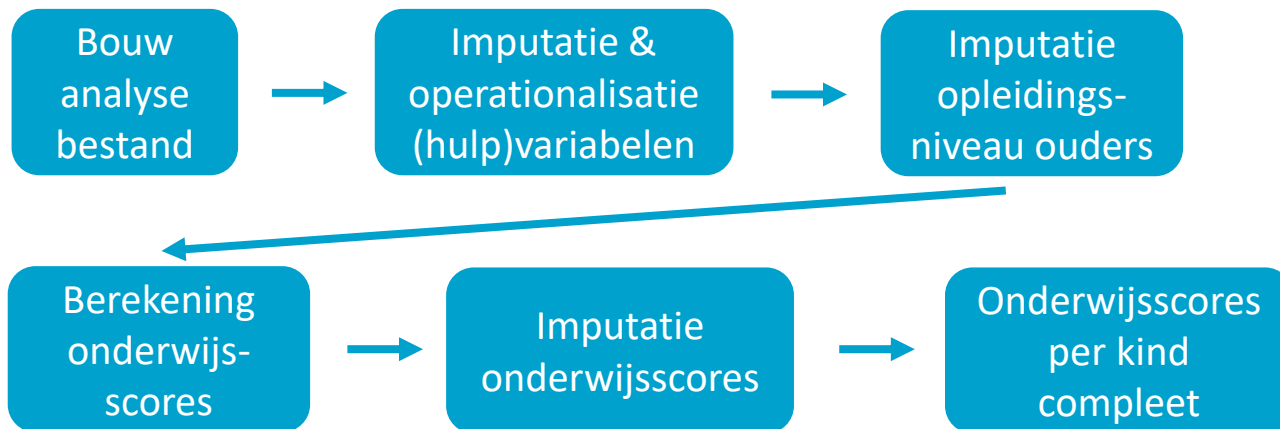 Bouw
analyse
bestand
Imputatie &
operationalisatie
(hulp)variabelen
Imputatie
opleidings-
niveau ouders
Berekening
onderwijs-
scores
Imputatie
onderwijsscores
Onderwijsscores
per kind
compleet